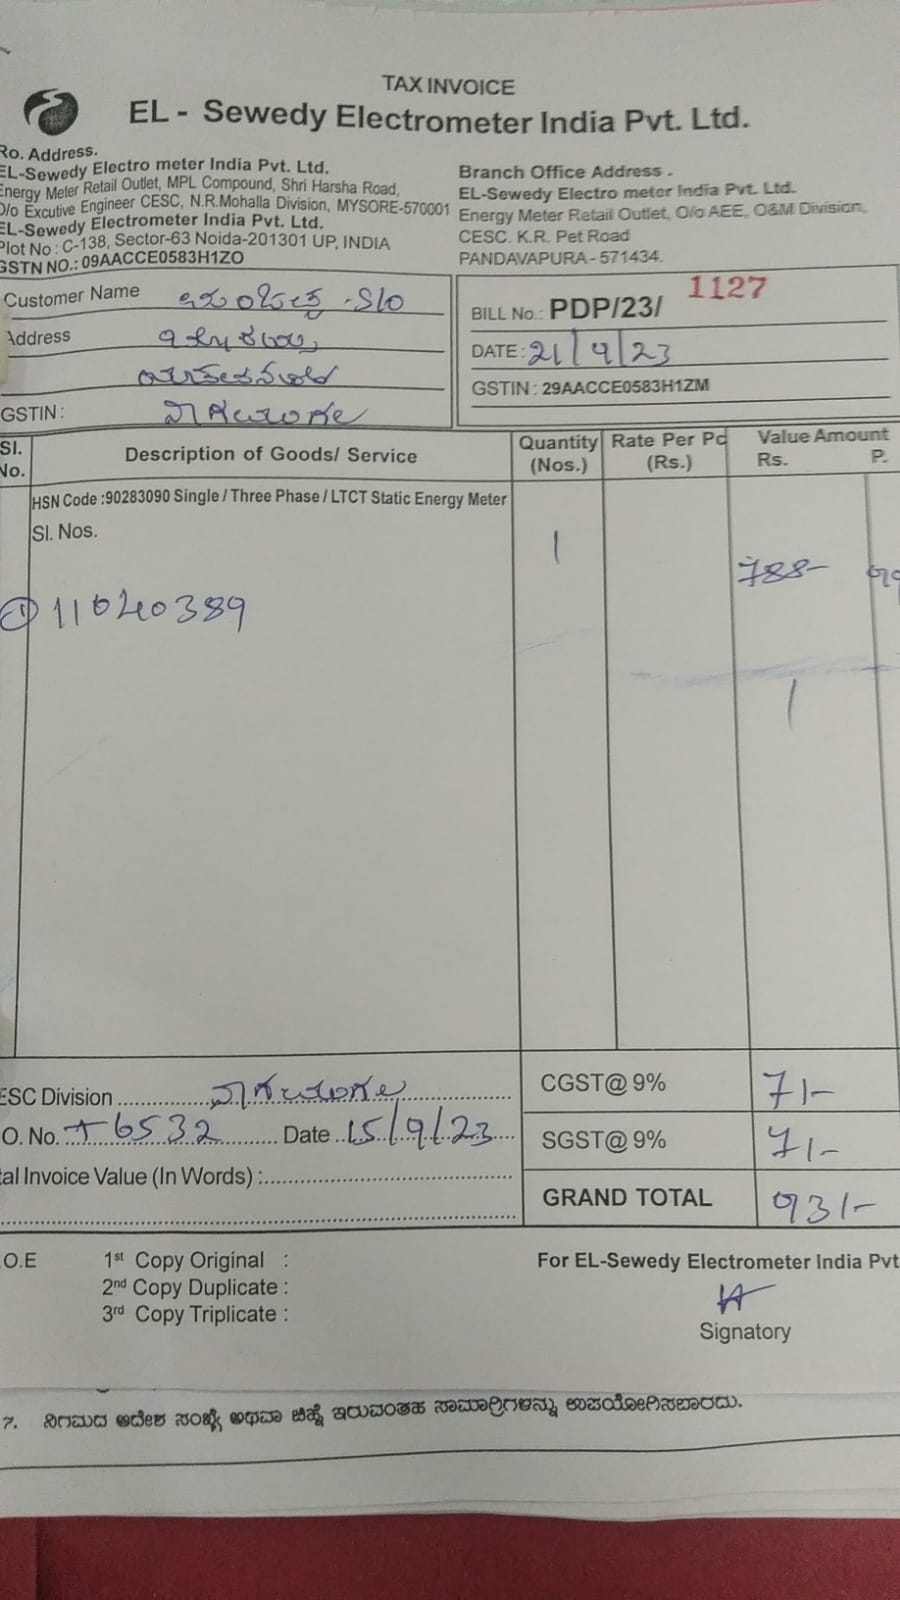 TAX INVOICE
EL - Sewedy Electrometer India Pvt. Ltd.
Ro. Address.
EL-Sewedy Electro meter India Pvt. Ltd.
Energy Meter Retail Outlet, MPL Compound, Shri Harsha Road,
O/o Excutive Engineer CESC, N.R.Mohalla Division, MYSORE-570001
EL-Sewedy Electrometer India Pvt. Ltd.
Plot No : C-138, Sector-63 Noida-201301 UP, INDIA
GSTN NO.: 09AACCE0583H1ZO
Branch Office Address .
EL-Sewedy Electro meter India Pvt. Ltd.
Energy Meter Retail Outlet, O/o AEE, O&M Division,
CESC. K.R. Pet Road
PANDAVAPURA - 571434.
Customer Name S/O
Address
GSTIN :
BILL No.: PDP/23/ 1127
DATE : 21/9/23
GSTIN : 29AACCE0583H1ZM
Sl. No. Description of Goods/ Service Quantity (Nos.) Rate Per Pc (Rs.) Value Amount Rs. P.
HSN Code :90283090 Single / Three Phase / LTCT Static Energy Meter
Sl. Nos.
1 788-
① 11040389
ESC Division
O. No. 6532 Date 15/9/23
tal Invoice Value (In Words) :
CGST@ 9% 71-
SGST@ 9% 71-
GRAND TOTAL 931-
.O.E 1st Copy Original :
2nd Copy Duplicate :
3rd Copy Triplicate :
For EL-Sewedy Electrometer India Pvt
Signatory
7. ನಿಗಮದ ಆದೇಶ ಸಂಖ್ಯೆ ಅಥವಾ ಚಿಹ್ನೆ ಇರುವಂತಹ ಸಾಮಾಗ್ರಿಗಳನ್ನು ಉಪಯೋಗಿಸಬಾರದು.